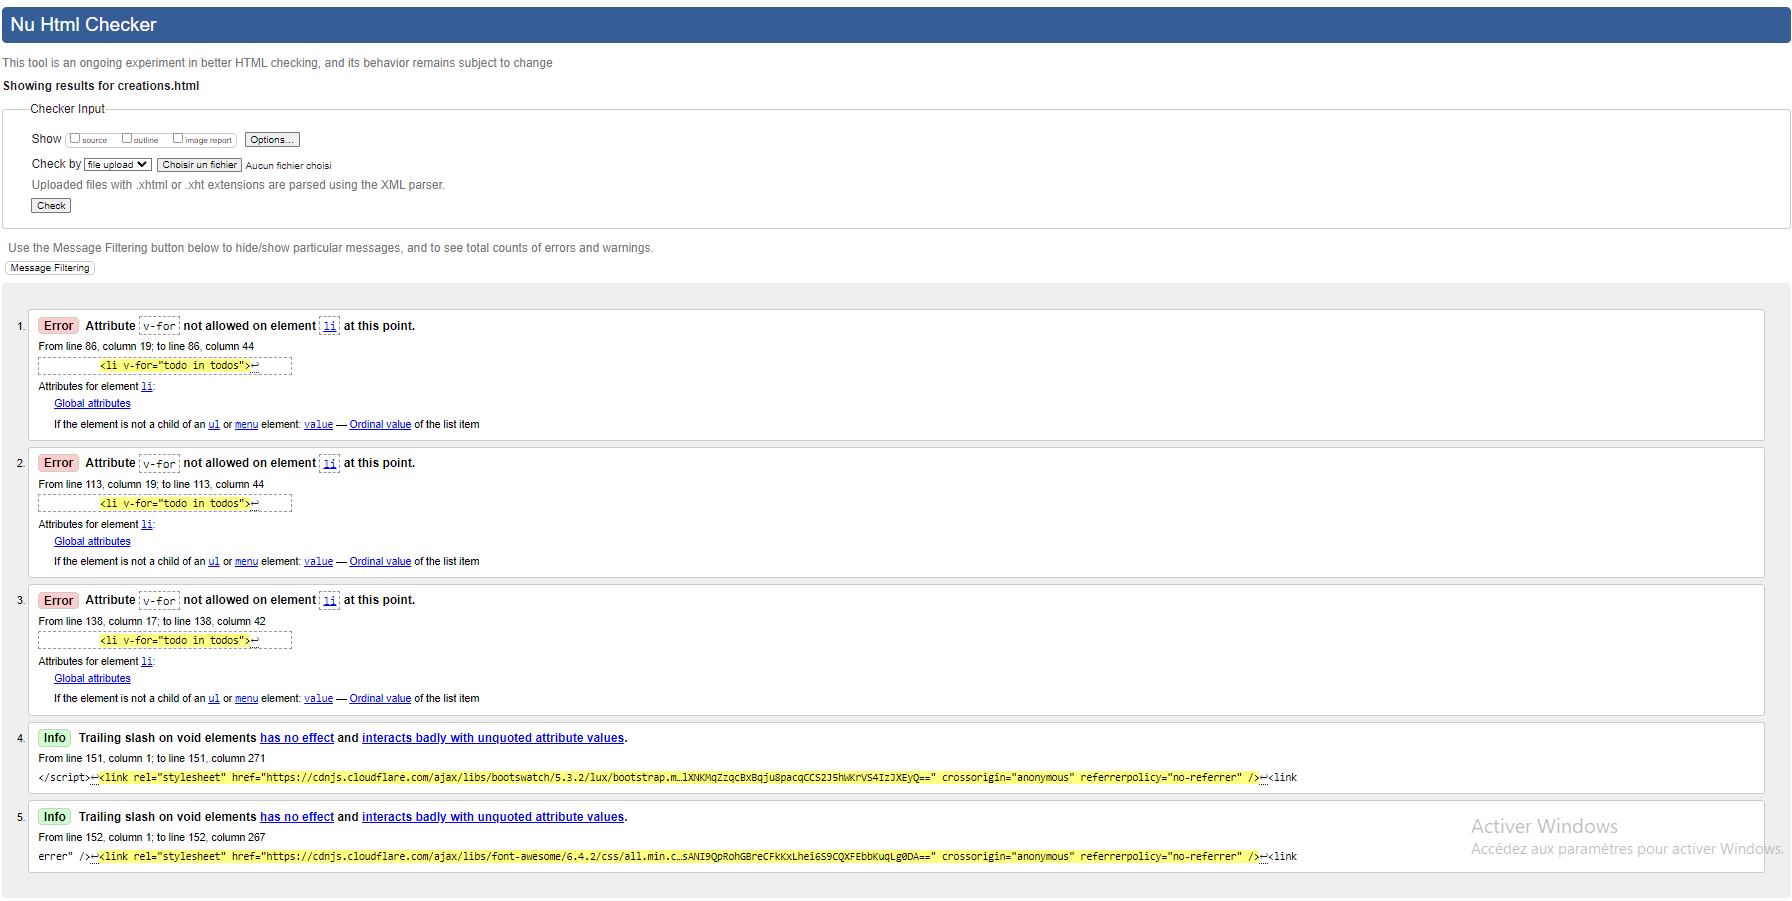 Nu Html Checker
This tool is an ongoing experiment in better HTML checking, and its behavior remains subject to change
Showing results for creations.html
Checker Input
Show source outline image report Options...
Check by file upload Choisir un fichier Aucun fichier choisi
Uploaded files with .xhtml or .xht extensions are parsed using the XML parser.
Check
Use the Message Filtering button below to hide/show particular messages, and to see total counts of errors and warnings.
Message Filtering
1. Error Attribute v-for not allowed on element li at this point.
From line 86, column 19; to line 86, column 44
<li v-for="todo in todos">↩
Attributes for element li:
Global attributes
If the element is not a child of an ul or menu element: value — Ordinal value of the list item
2. Error Attribute v-for not allowed on element li at this point.
From line 113, column 19; to line 113, column 44
<li v-for="todo in todos">↩
Attributes for element li:
Global attributes
If the element is not a child of an ul or menu element: value — Ordinal value of the list item
3. Error Attribute v-for not allowed on element li at this point.
From line 138, column 17; to line 138, column 42
<li v-for="todo in todos">↩
Attributes for element li:
Global attributes
If the element is not a child of an ul or menu element: value — Ordinal value of the list item
4. Info Trailing slash on void elements has no effect and interacts badly with unquoted attribute values.
From line 151, column 1; to line 151, column 271
</script>↩<link rel="stylesheet" href="https://cdnjs.cloudflare.com/ajax/libs/bootswatch/5.3.2/lux/bootstrap.m…lXNKMqZzqcBxBqju8pacqCCS2J5hWKrVS4IzJXEyQ==" crossorigin="anonymous" referrerpolicy="no-referrer" />↩<link
5. Info Trailing slash on void elements has no effect and interacts badly with unquoted attribute values.
From line 152, column 1; to line 152, column 267
errer" />↩<link rel="stylesheet" href="https://cdnjs.cloudflare.com/ajax/libs/font-awesome/6.4.2/css/all.min.c…sANI9QpRohGBreCFkKxLhei6S9CQXFEbbKuqLg0DA==" crossorigin="anonymous" referrerpolicy="no-referrer" />↩<link
Activer Windows
Accédez aux paramètres pour activer Windows.